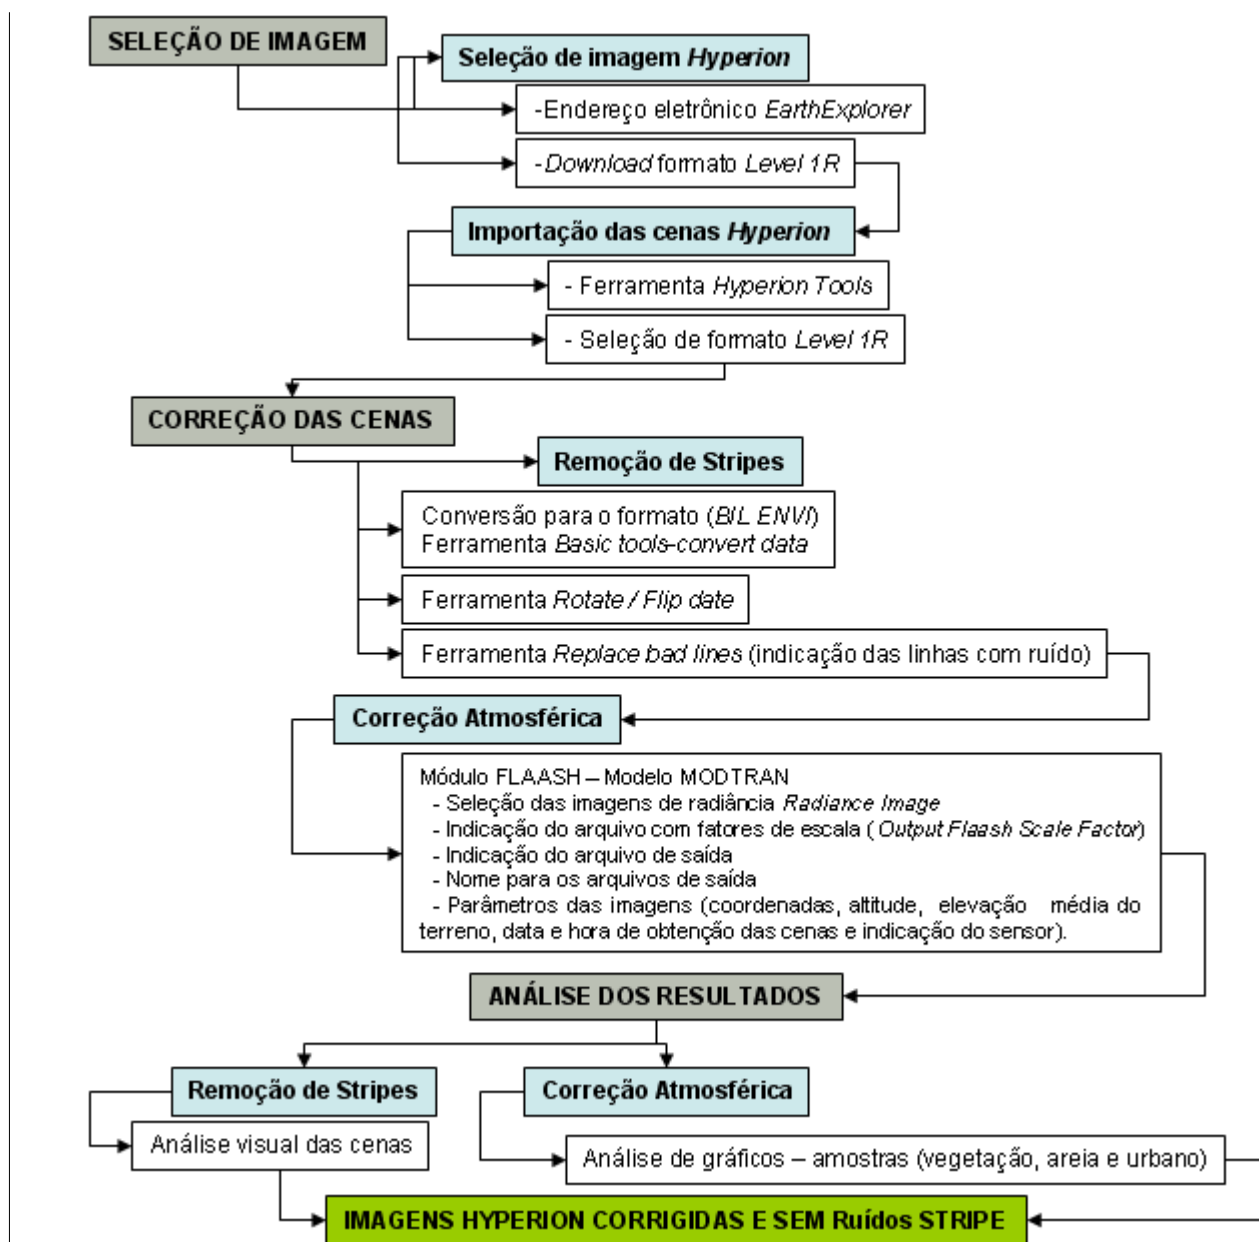 SELEÇÃO DE IMAGEM
Seleção de imagem Hyperion
-Endereço eletrônico EarthExplorer
-Download formato Level 1R
Importação das cenas Hyperion
- Ferramenta Hyperion Tools
- Seleção de formato Level 1R
CORREÇÃO DAS CENAS
Remoção de Stripes
Conversão para o formato (BIL ENVI)
Ferramenta Basic tools-convert data
Ferramenta Rotate / Flip date
Ferramenta Replace bad lines (indicação das linhas com ruído)
Correção Atmosférica
Módulo FLAASH – Modelo MODTRAN
- Seleção das imagens de radiância Radiance Image
- Indicação do arquivo com fatores de escala ( Output Flaash Scale Factor)
- Indicação do arquivo de saída
- Nome para os arquivos de saída
- Parâmetros das imagens (coordenadas, altitude, elevação média do
terreno, data e hora de obtenção das cenas e indicação do sensor).
ANÁLISE DOS RESULTADOS
Remoção de Stripes
Correção Atmosférica
Análise visual das cenas
Análise de gráficos – amostras (vegetação, areia e urbano)
IMAGENS HYPERION CORRIGIDAS E SEM Ruídos STRIPE